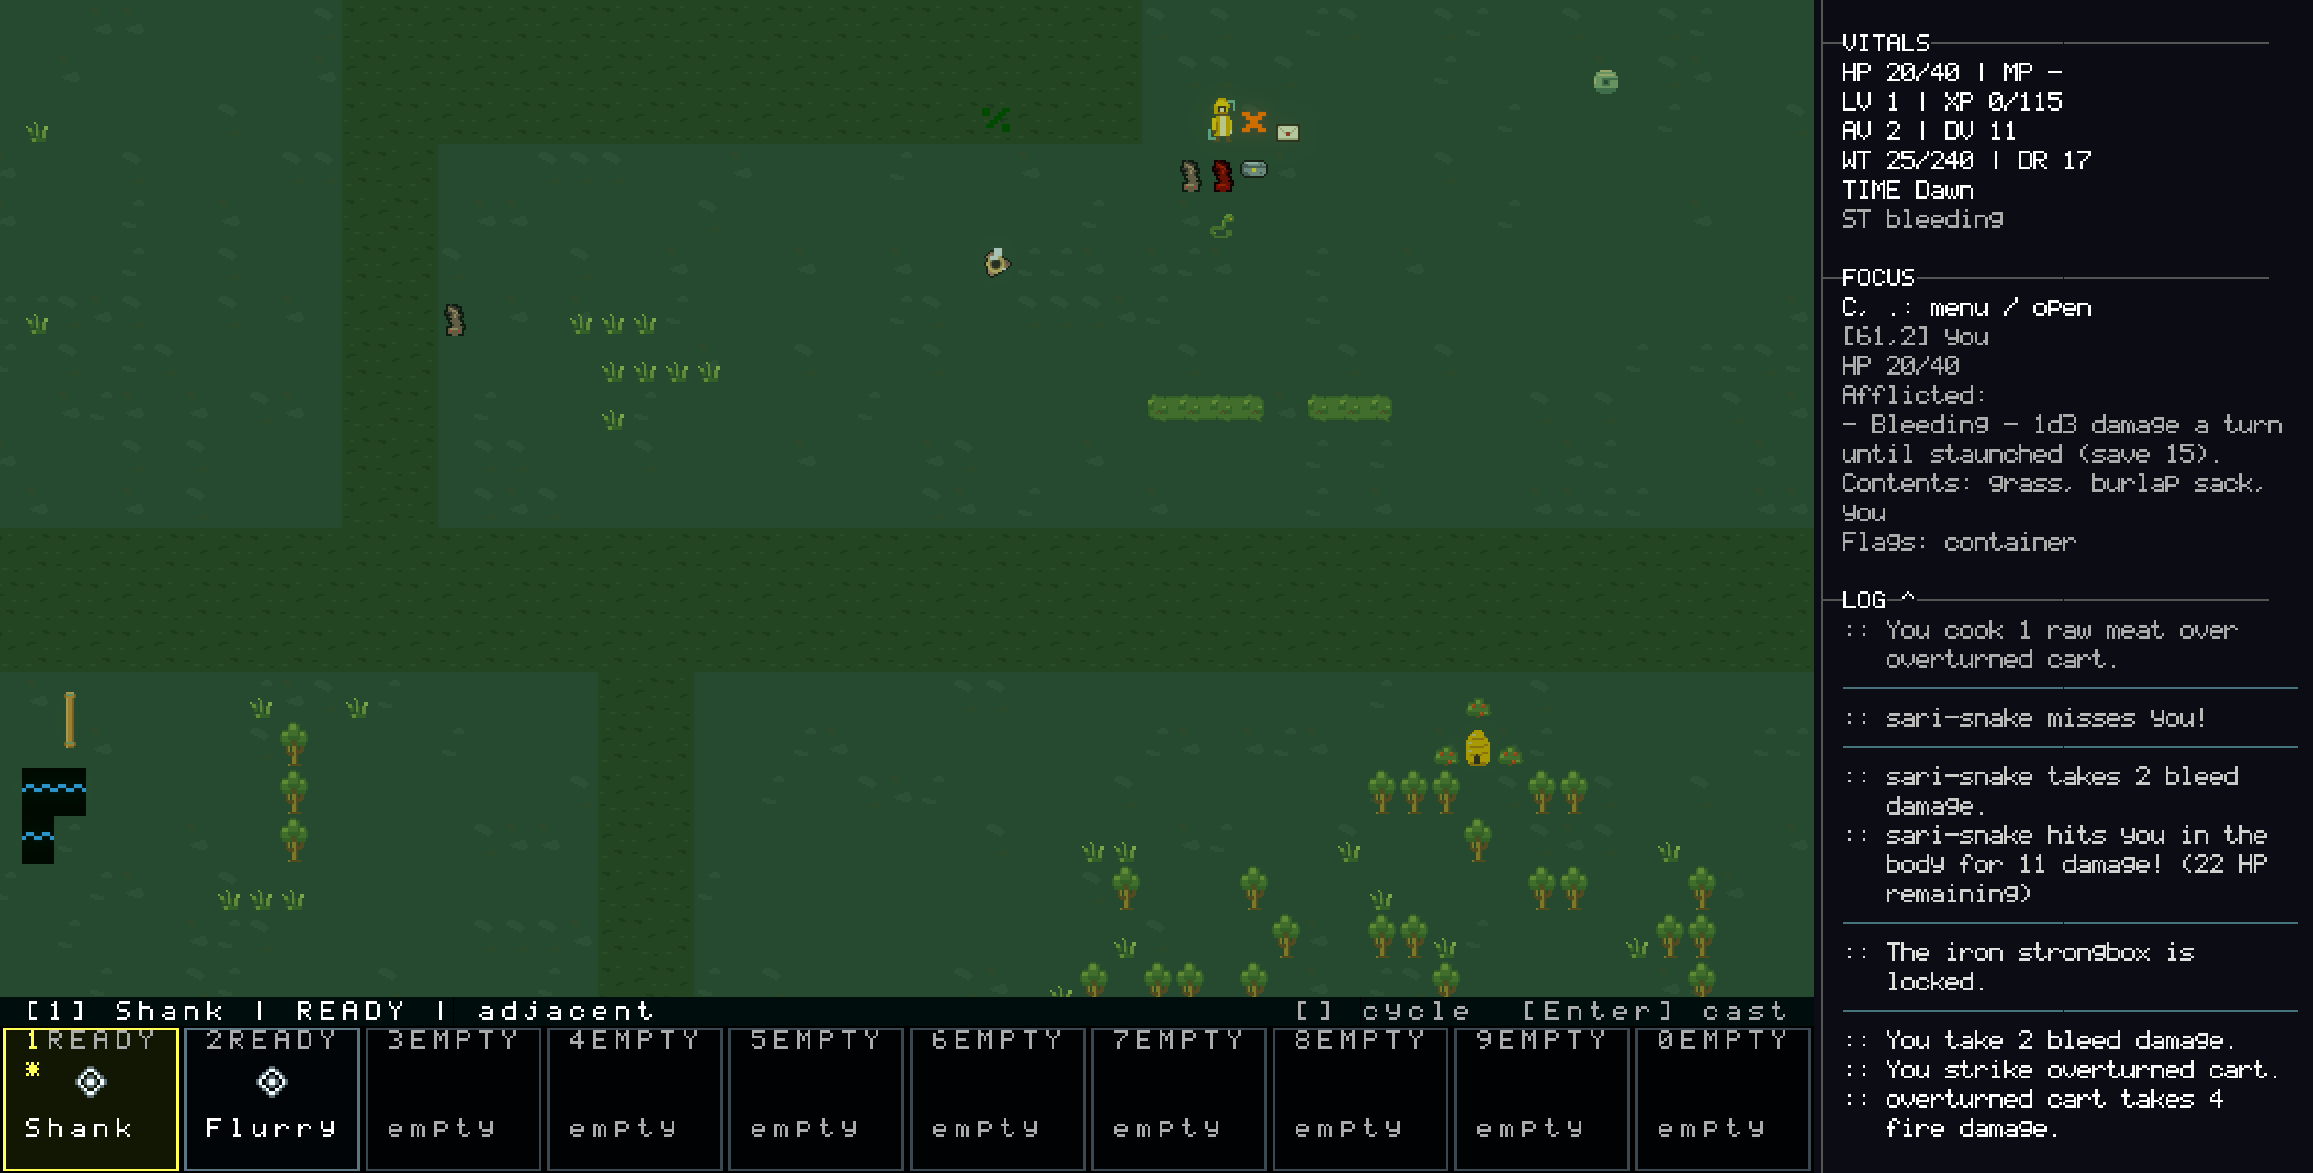 VITALS
HP 20/40 | MP -
LV 1 | XP 0/115
AV 2 | DV 11
WT 25/240 | DR 17
TIME Dawn
ST bleeding
FOCUS
C, .: menu / open
[61,2] You
HP 20/40
Afflicted:
- Bleeding - 1d3 damage a turn
until staunched (save 15).
Contents: grass, burlap sack,
You
Flags: container
LOG ^
:: You cook 1 raw meat over
overturned cart.
:: sari-snake misses you!
:: sari-snake takes 2 bleed
damage.
:: sari-snake hits you in the
body for 11 damage! (22 HP
remaining)
:: The iron strongbox is
locked.
:: You take 2 bleed damage.
:: You strike overturned cart.
:: overturned cart takes 4
fire damage.
[1] Shank | READY | adjacent [] cycle [Enter] cast
1READY 2READY 3EMPTY 4EMPTY 5EMPTY 6EMPTY 7EMPTY 8EMPTY 9EMPTY 0EMPTY
Shank Flurry empty empty empty empty empty empty empty empty